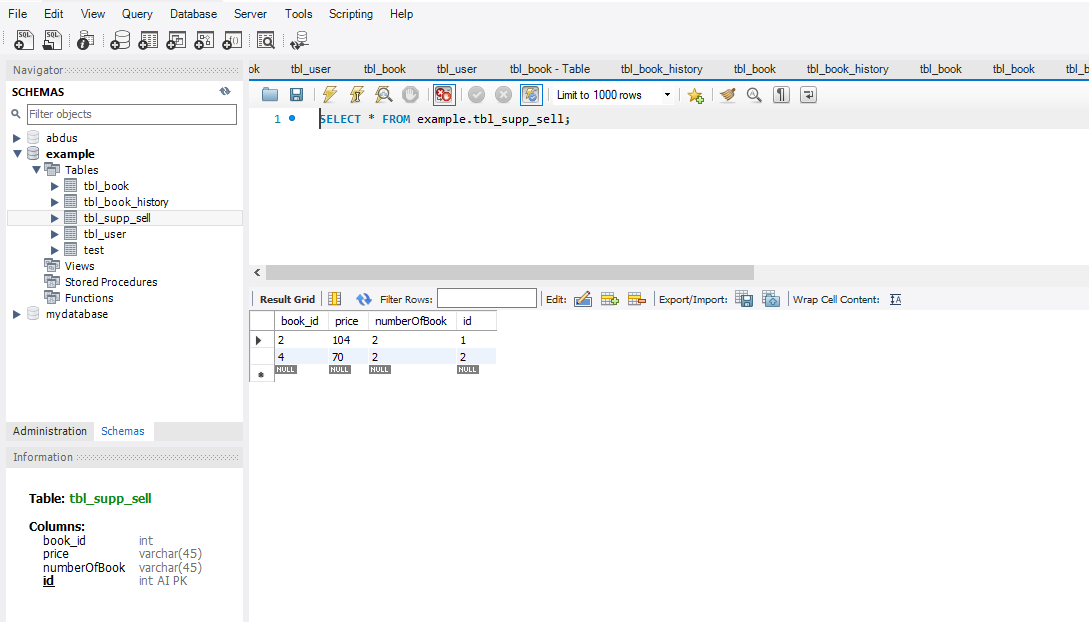 File Edit View Query Database Server Tools Scripting Help
Navigator
SCHEMAS
Filter objects
abdus
example
Tables
tbl_book
tbl_book_history
tbl_supp_sell
tbl_user
test
Views
Stored Procedures
Functions
mydatabase
Administration Schemas
Information
Table: tbl_supp_sell
Columns:
book_id int
price varchar(45)
numberOfBook varchar(45)
id int AI PK
ok tbl_user tbl_book tbl_user tbl_book - Table tbl_book_history tbl_book tbl_book_history tbl_book tbl_book tbl_b
Limit to 1000 rows
1 SELECT * FROM example.tbl_supp_sell;
Result Grid Filter Rows: Edit: Export/Import: Wrap Cell Content:
book_id price numberOfBook id
2 104 2 1
4 70 2 2
NULL NULL NULL NULL